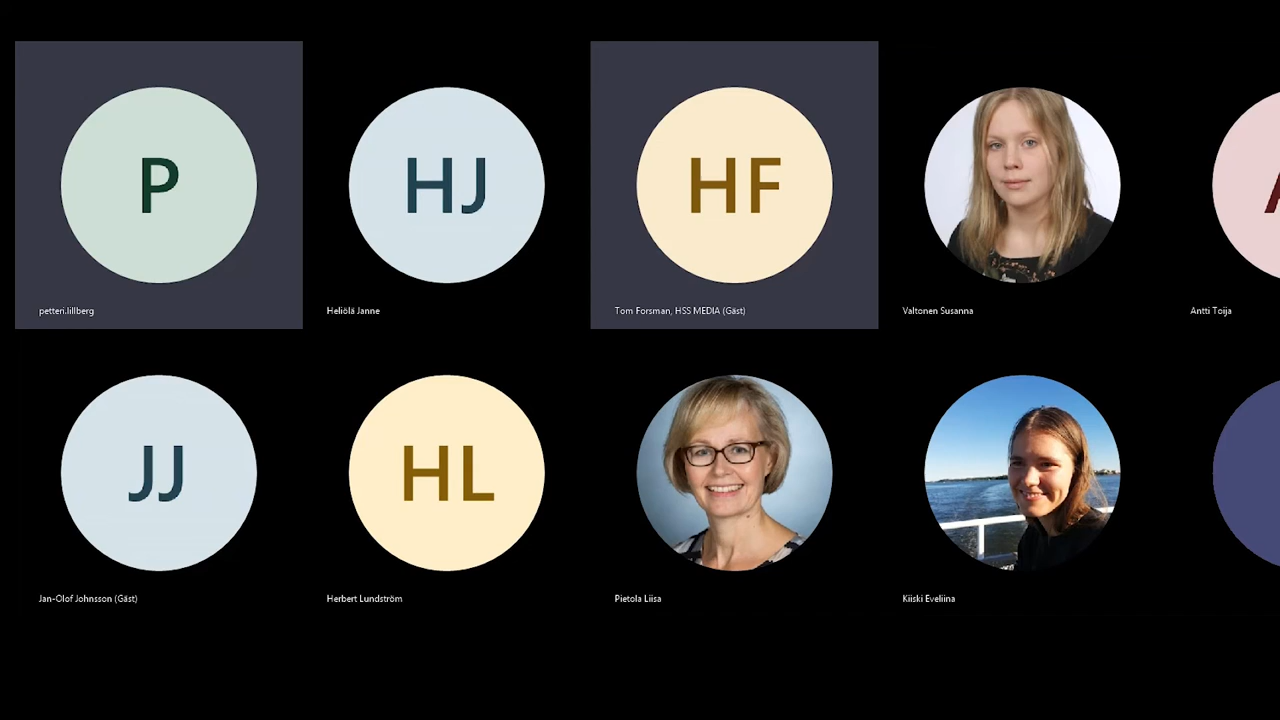 P
HJ
HF
petteri.lillberg
Heliölä Janne
Tom Forsman, HSS MEDIA (Gäst)
Valtonen Susanna
Antti Toija
JJ
HL
Jan-Olof Johnsson (Gäst)
Herbert Lundström
Pietola Liisa
Kiiski Eveliina